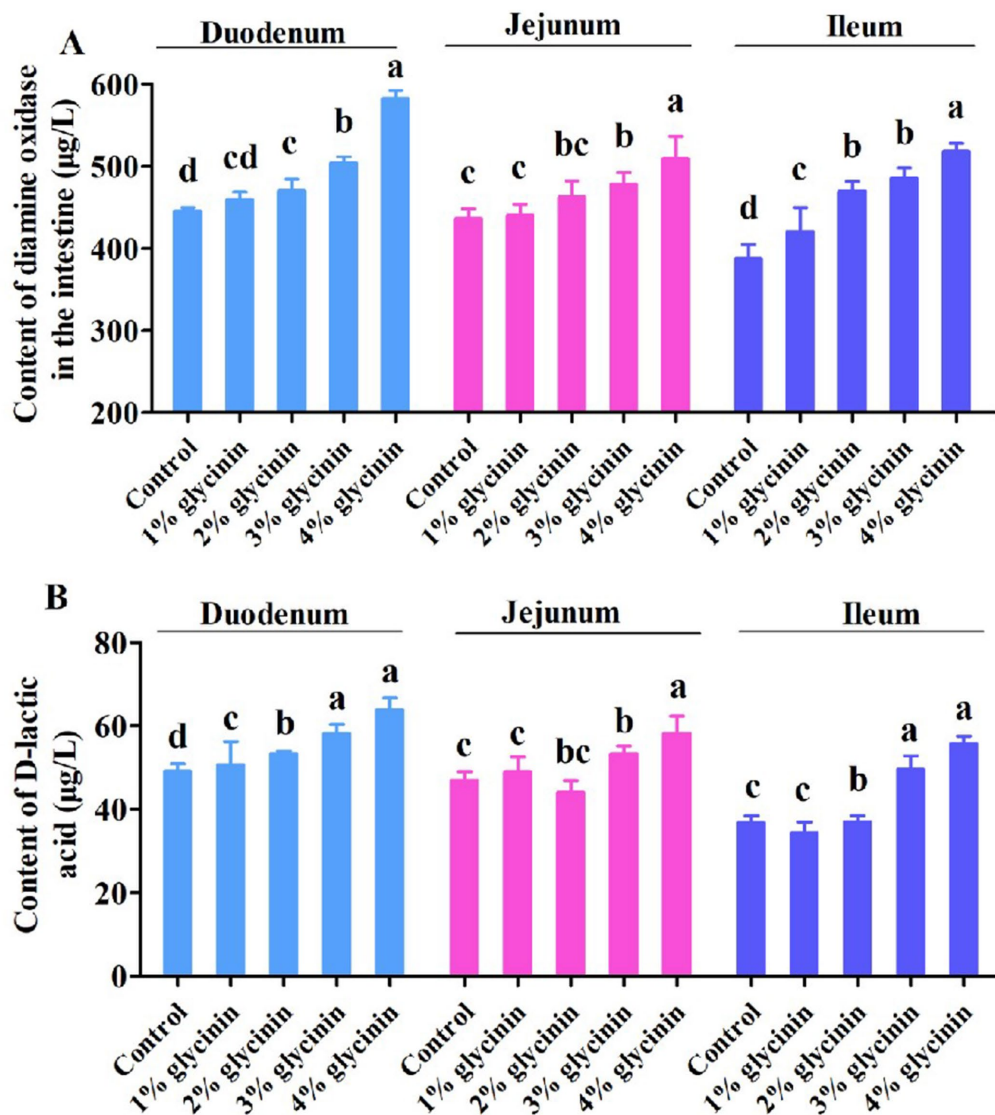 A
Duodenum
Jejunum
Ileum
Content of diamine oxidase
in the intestine (µg/L)
600
500
400
300
200
d
cd
c
b
a
c
c
bc
b
a
d
c
b
b
a
Control
1% glycinin
2% glycinin
3% glycinin
4% glycinin
Control
1% glycinin
2% glycinin
3% glycinin
4% glycinin
Control
1% glycinin
2% glycinin
3% glycinin
4% glycinin
B
Duodenum
Jejunum
Ileum
Content of D-lactic
acid (µg/L)
80
60
40
20
0
d
c
b
a
a
c
c
bc
b
a
c
c
b
a
a
Control
1% glycinin
2% glycinin
3% glycinin
4% glycinin
Control
1% glycinin
2% glycinin
3% glycinin
4% glycinin
Control
1% glycinin
2% glycinin
3% glycinin
4% glycinin